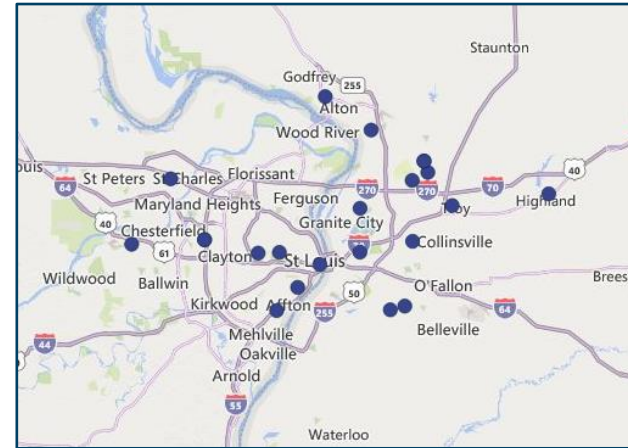 Staunton
Godfrey
255
Alton
Wood River
40
64
St Peters
St Charles
Florissant
270
270
70
Ferguson
Highland
Maryland Heights
Troy
Granite City
40
Chesterfield
61
Clayton
Collinsville
St Louis
Wildwood
Ballwin
50
O'Fallon
Brees
Kirkwood
Affton
255
64
Belleville
Mehlville
44
Oakville
Arnold
55
Waterloo